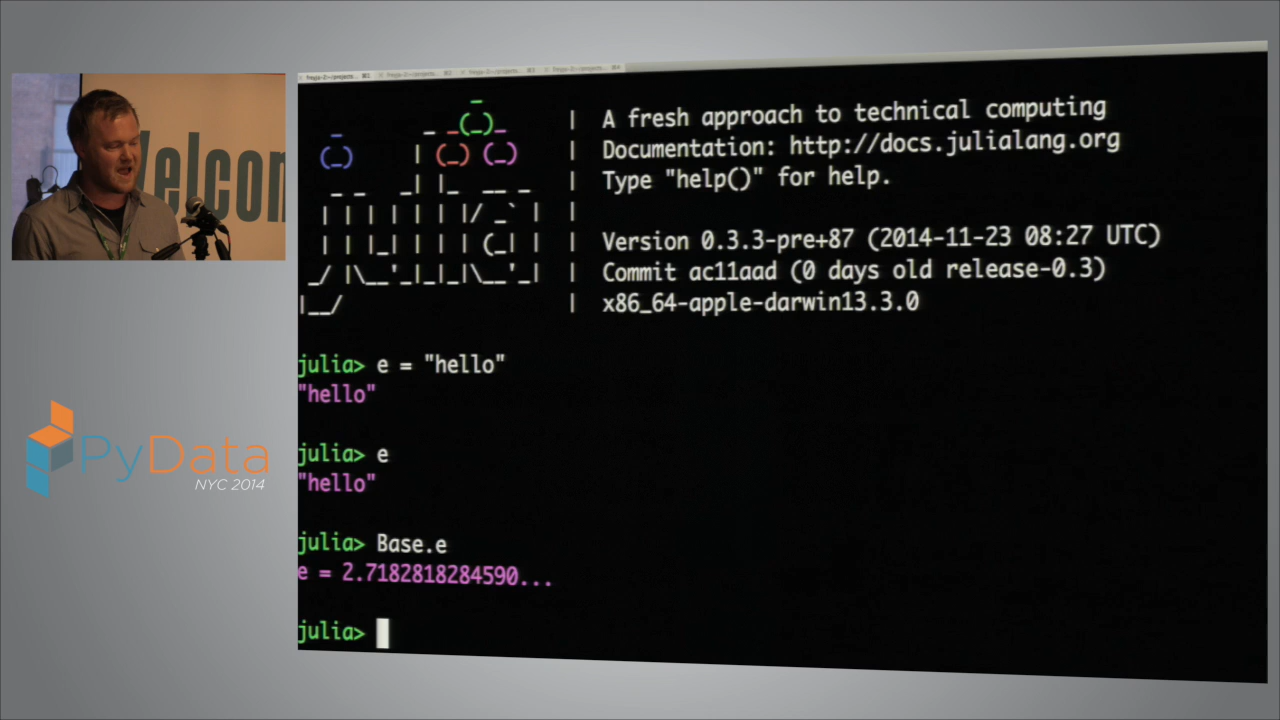 Welcom
PyData
NYC 2014
A fresh approach to technical computing
Documentation: http://docs.julialang.org
Type "help()" for help.
Version 0.3.3-pre+87 (2014-11-23 08:27 UTC)
Commit ac11aad (0 days old release-0.3)
x86_64-apple-darwin13.3.0
julia> e = "hello"
"hello"
julia> e
"hello"
julia> Base.e
e = 2.7182818284590...
julia>